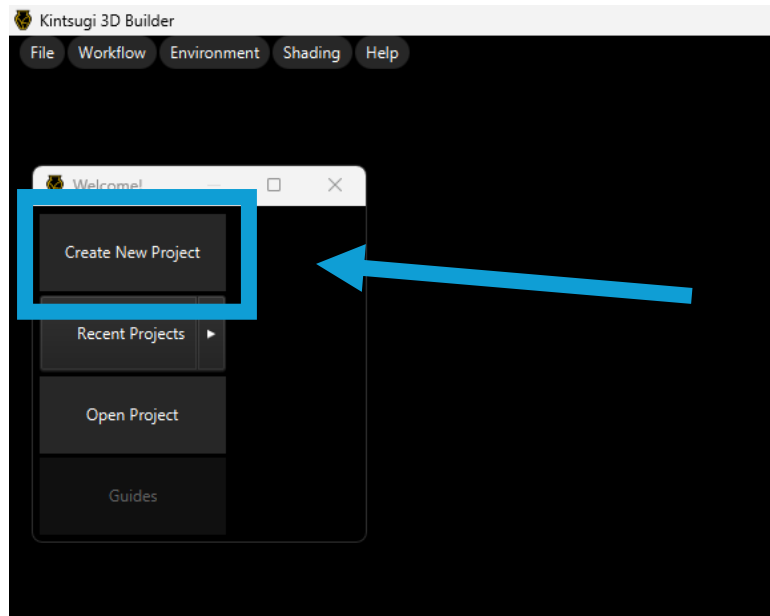 Kintsugi 3D Builder
File Workflow Environment Shading Help
Welcome!
Create New Project
Recent Projects
Open Project
Guides